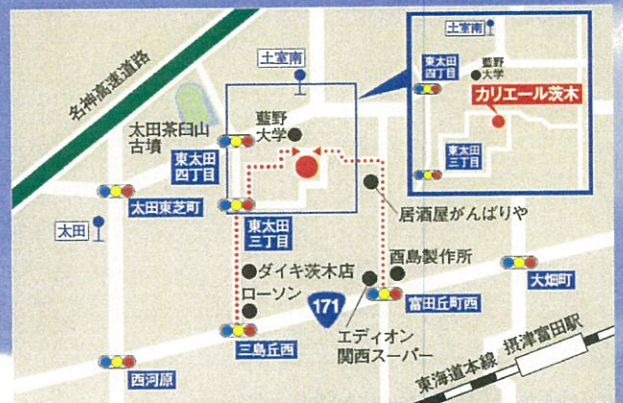 名神高速道路
土室南
藍野
大学
太田茶臼山
古墳
東太田
四丁目
太田東芝町
太田
東太田
三丁目
居酒屋がんばりや
ダイキ茨木店
酉島製作所
ローソン
171
大畑町
富田丘町西
三島丘西
エディオン
関西スーパー
西河原
東海道本線
摂津富田駅
土室南
東太田
四丁目
藍野
大学
カリエール茨木
東太田
三丁目